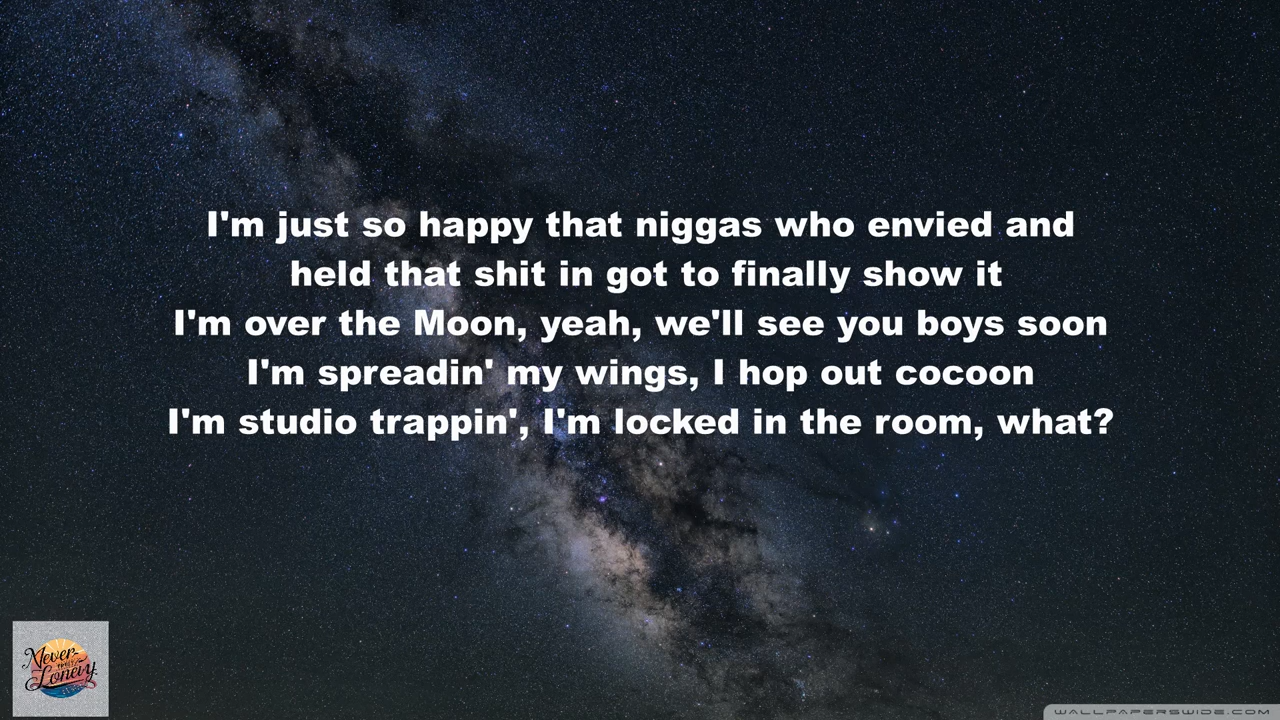 I'm just so happy that niggas who envied and
held that shit in got to finally show it
I'm over the Moon, yeah, we'll see you boys soon
I'm spreadin' my wings, I hop out cocoon
I'm studio trappin', I'm locked in the room, what?
Never
Lonely
WALLPAPERSWIDE.COM